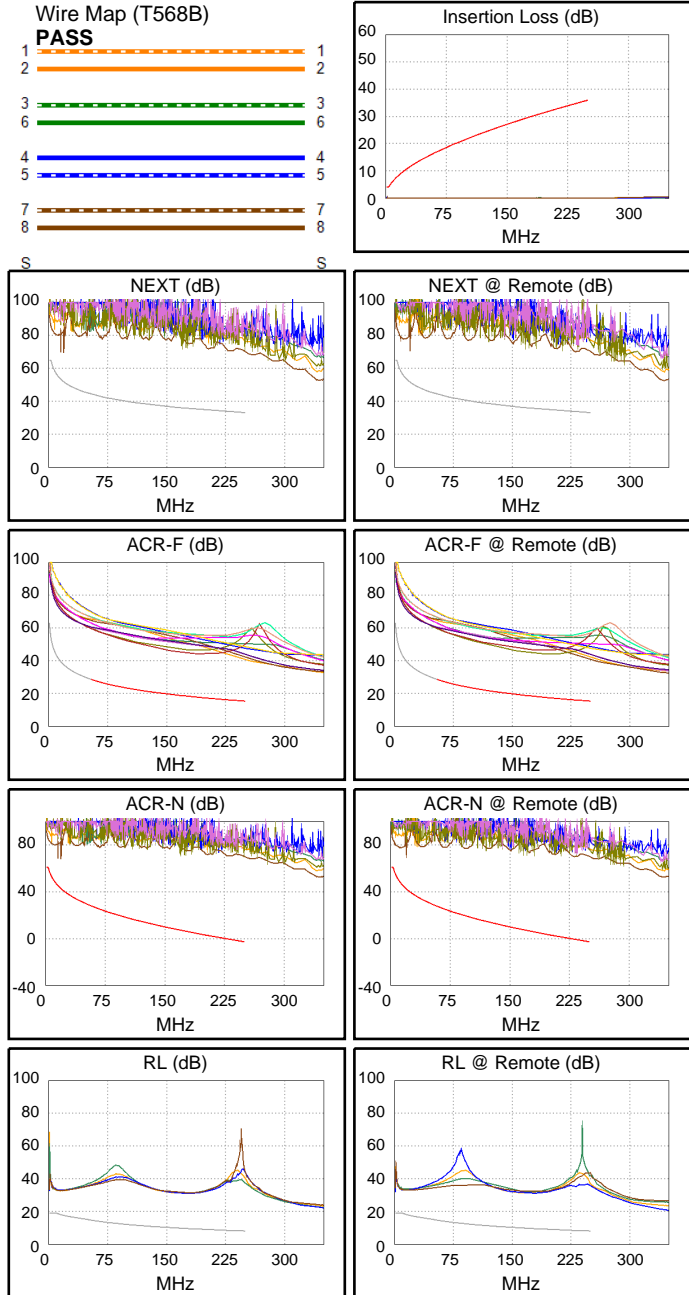 Wire Map (T568B)
PASS
1 1
2 2
3 3
6 6
4 4
5 5
7 7
8 8
S S
Insertion Loss (dB)
60
50
40
30
20
10
0
0 75 150 225 300
MHz
NEXT (dB)
100
80
60
40
20
0
0 75 150 225 300
MHz
NEXT @ Remote (dB)
100
80
60
40
20
0
0 75 150 225 300
MHz
ACR-F (dB)
100
80
60
40
20
0
0 75 150 225 300
MHz
ACR-F @ Remote (dB)
100
80
60
40
20
0
0 75 150 225 300
MHz
ACR-N (dB)
80
40
0
-40
0 75 150 225 300
MHz
ACR-N @ Remote (dB)
80
40
0
-40
0 75 150 225 300
MHz
RL (dB)
100
80
60
40
20
0
0 75 150 225 300
MHz
RL @ Remote (dB)
100
80
60
40
20
0
0 75 150 225 300
MHz